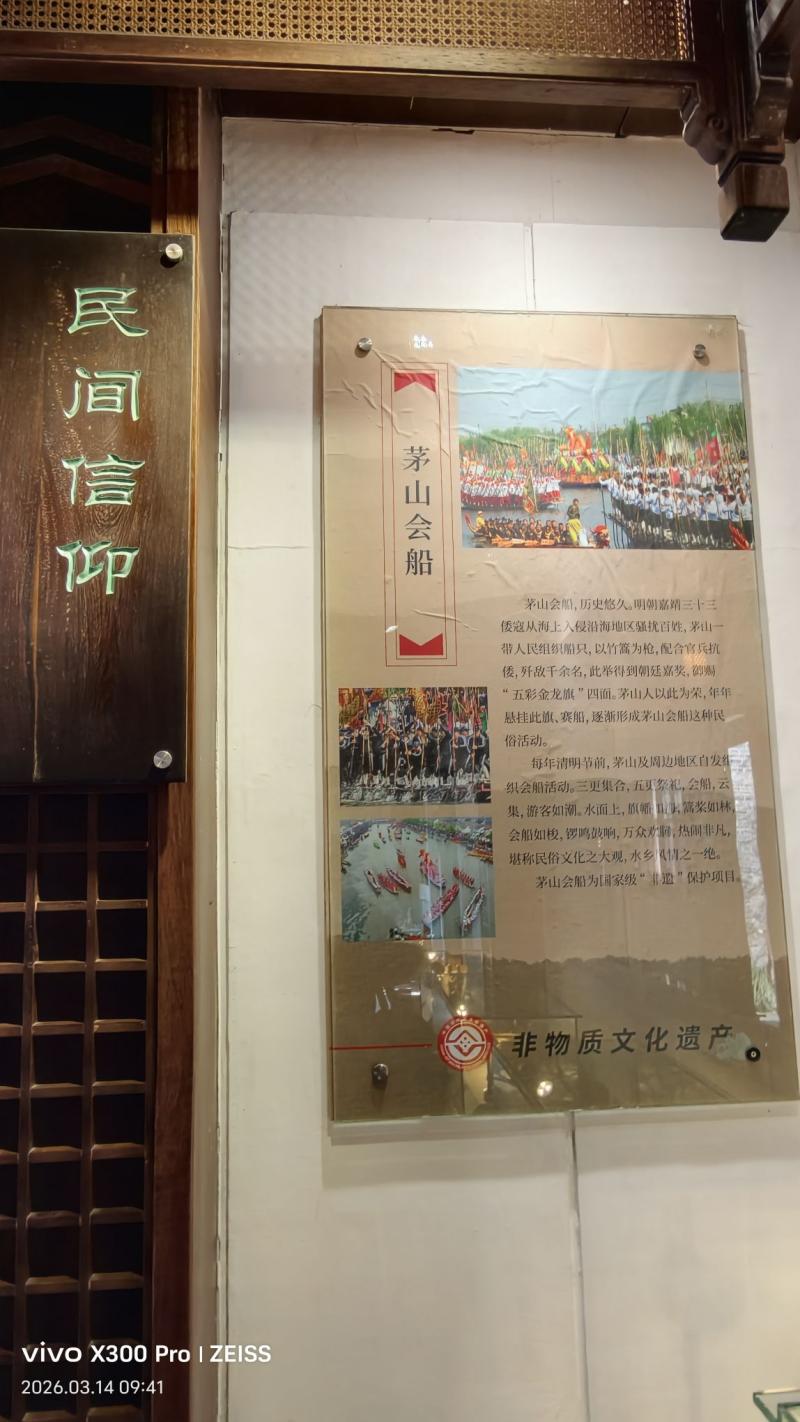 民间信仰
茅山会船
茅山会船,历史悠久。明朝嘉靖三十三
倭寇从海上入侵沿海地区骚扰百姓,茅山一
带人民组织船只,以竹篙为枪,配合官兵抗
倭,歼敌千余名,此举得到朝廷嘉奖,御赐
“五彩金龙旗”四面。茅山人以此为荣,年年
悬挂此旗、赛船,逐渐形成茅山会船这种民
俗活动。
每年清明节前,茅山及周边地区自发组
织会船活动。三更集合,五更祭祀,会船,云
集,游客如潮。水面上,旗幡如山,篙桨如林,
会船如梭,锣鸣鼓响,万众欢腾,热闹非凡,
堪称民俗文化之大观,水乡风情之一绝。
茅山会船为国家级“非遗”保护项目。
非物质文化遗产
vivo X300 Pro | ZEISS
2026.03.14 09:41